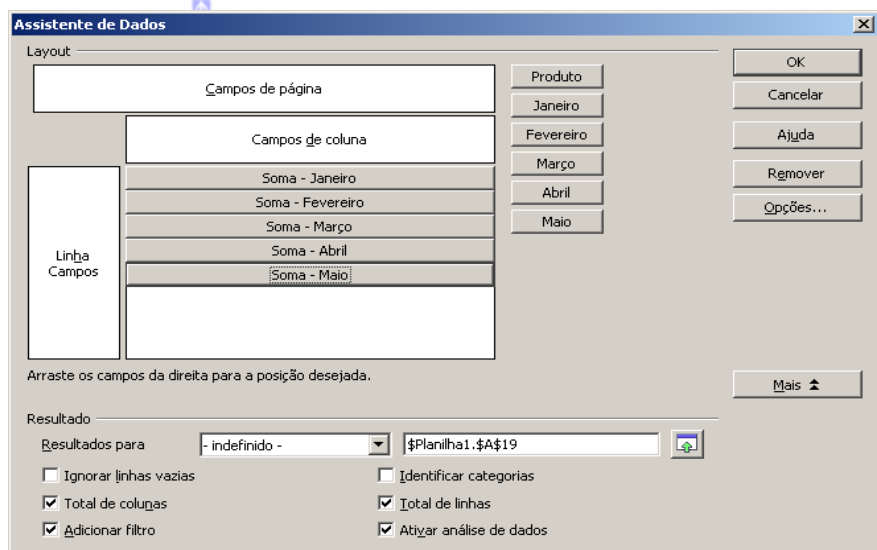 Assistente de Dados
Layout
Campos de página
Campos de coluna
Linha
Campos
Soma - Janeiro
Soma - Fevereiro
Soma - Março
Soma - Abril
Soma - Maio
Produto
Janeiro
Fevereiro
Março
Abril
Maio
OK
Cancelar
Ajuda
Remover
Opções...
Arraste os campos da direita para a posição desejada.
Mais
Resultado
Resultados para
- indefinido -
$Planilha1.$A$19
Ignorar linhas vazias
Identificar categorias
Total de colunas
Total de linhas
Adicionar filtro
Ativar análise de dados